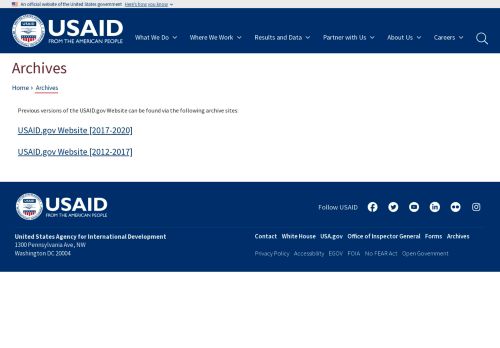 An official website of the United States government Here's how you know
USAID
FROM THE AMERICAN PEOPLE
What We Do Where We Work Results and Data Partner with Us About Us Careers
Archives
Home Archives
Previous versions of the USAID.gov Website can be found via the following archive sites:
USAID.gov Website [2017-2020]
USAID.gov Website [2012-2017]
USAID
FROM THE AMERICAN PEOPLE
Follow USAID
United States Agency for International Development
1300 Pennsylvania Ave, NW
Washington DC 20004
Contact White House USA.gov Office of Inspector General Forms Archives
Privacy Policy Accessibility EGOV FOIA No FEAR Act Open Government